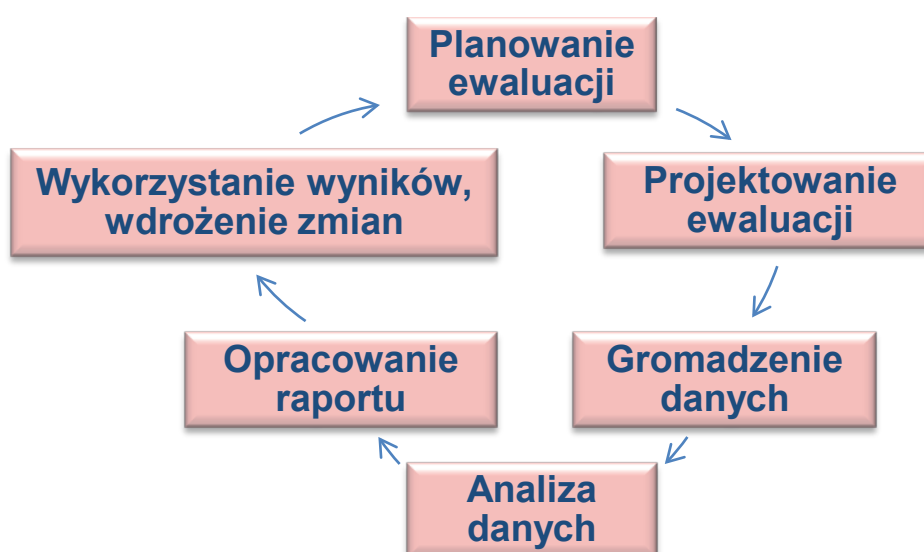 Planowanie
ewaluacji
Projektowanie
ewaluacji
Gromadzenie
danych
Analiza
danych
Opracowanie
raportu
Wykorzystanie wyników,
wdrożenie zmian